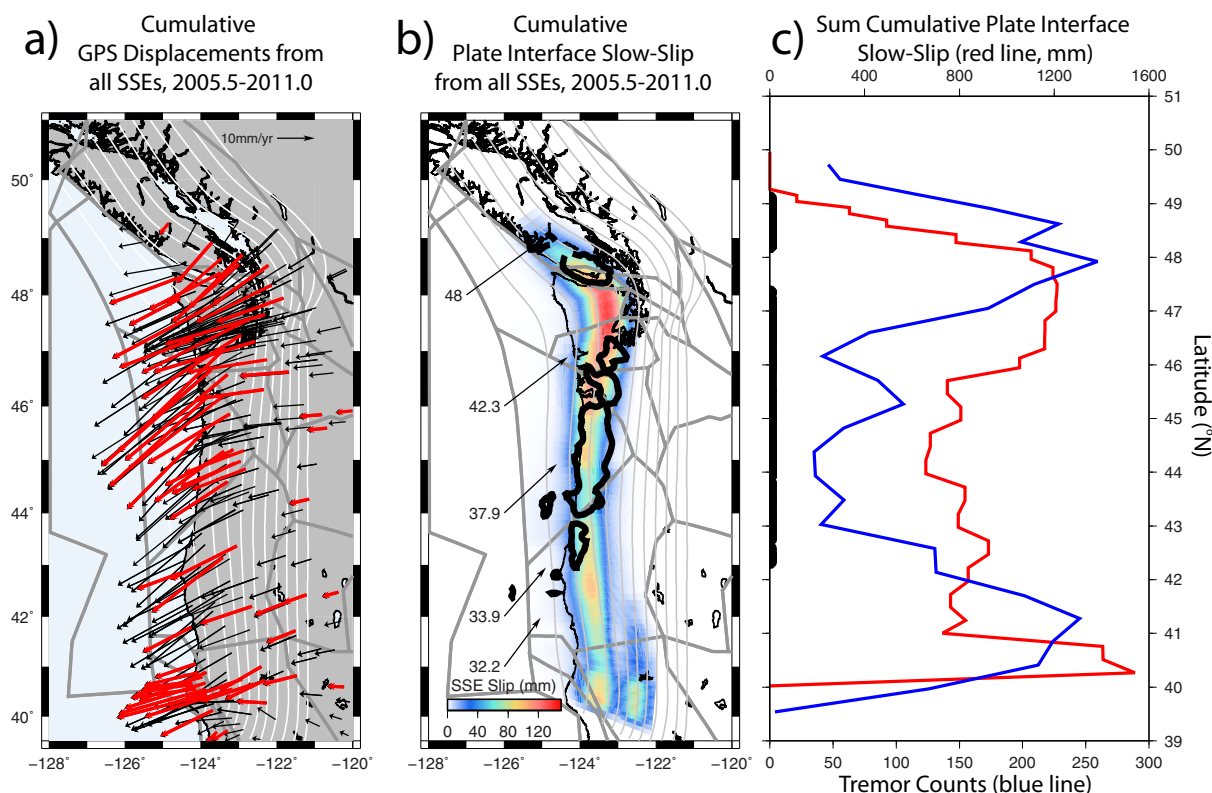 a)
Cumulative
GPS Displacements from
all SSEs, 2005.5-2011.0
10mm/yr
50°
48°
46°
44°
42°
40°
−128° −126° −124° −122° −120°
b)
Cumulative
Plate Interface Slow-Slip
from all SSEs, 2005.5-2011.0
48
42.3
37.9
33.9
32.2
SSE Slip (mm)
0 40 80 120
−128° −126° −124° −122° −120°
c)
Sum Cumulative Plate Interface
Slow-Slip (red line, mm)
0 400 800 1200 1600
51
50
49
48
47
46
45
44
43
42
41
40
39
Latitude (°N)
0 50 100 150 200 250 300
Tremor Counts (blue line)